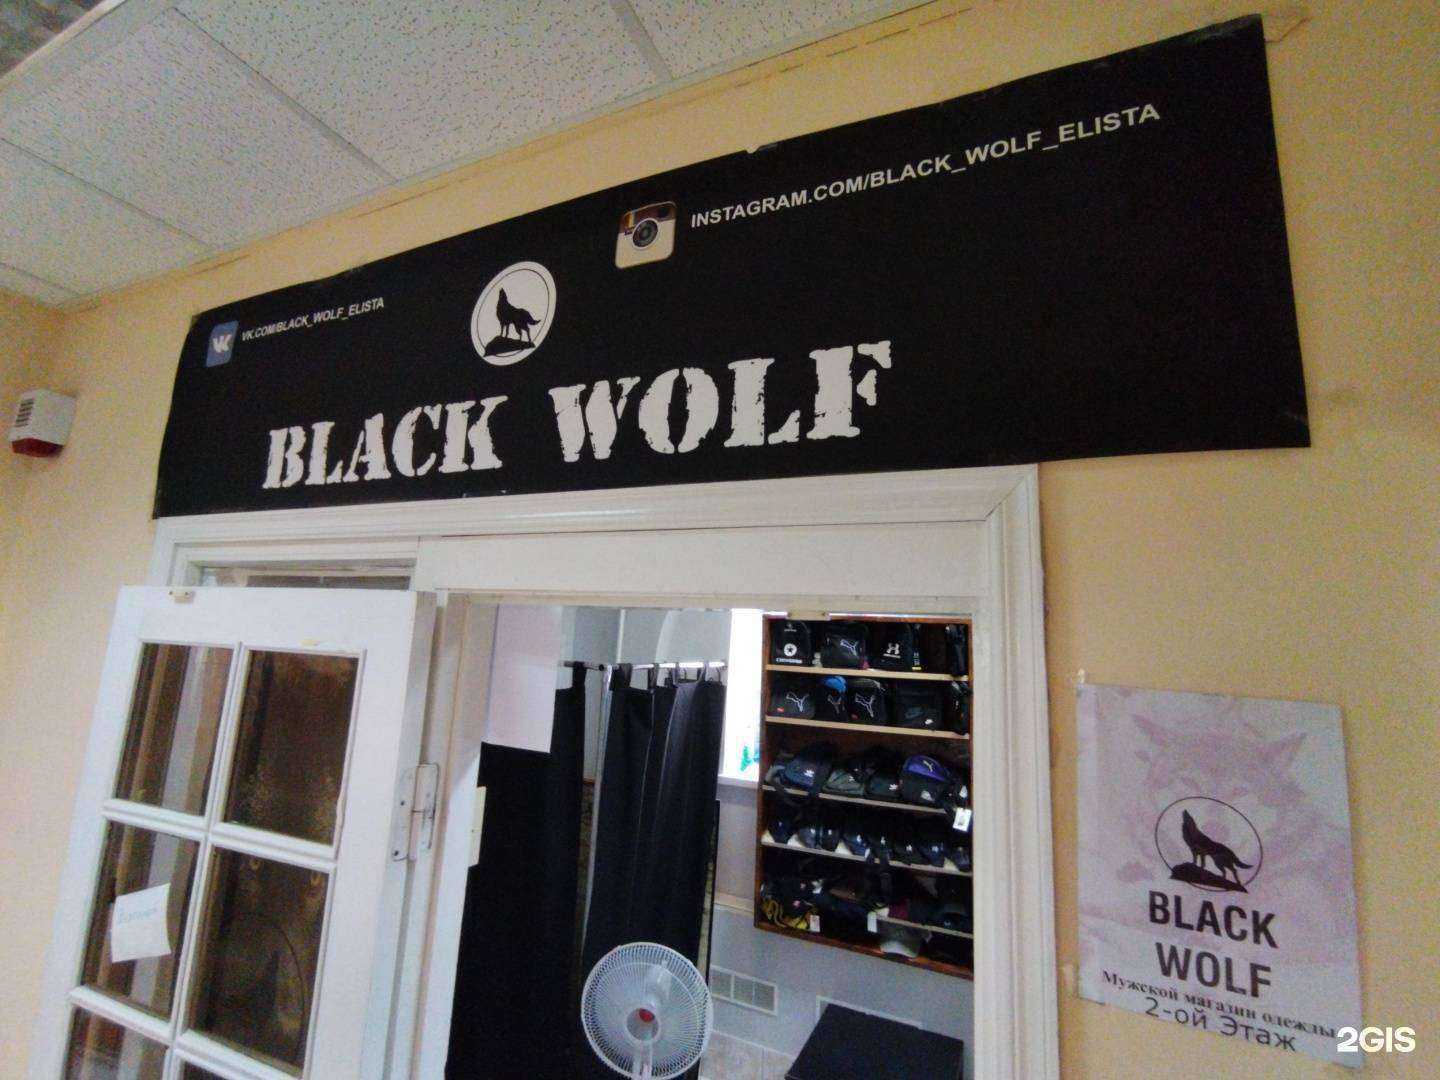 INSTAGRAM.COM/BLACK_WOLF_ELISTA
VK.COM/BLACK_WOLF_ELISTA
BLACK WOLF
BLACK
WOLF
Мужской магазин одежды
2-ой Этаж
2GIS